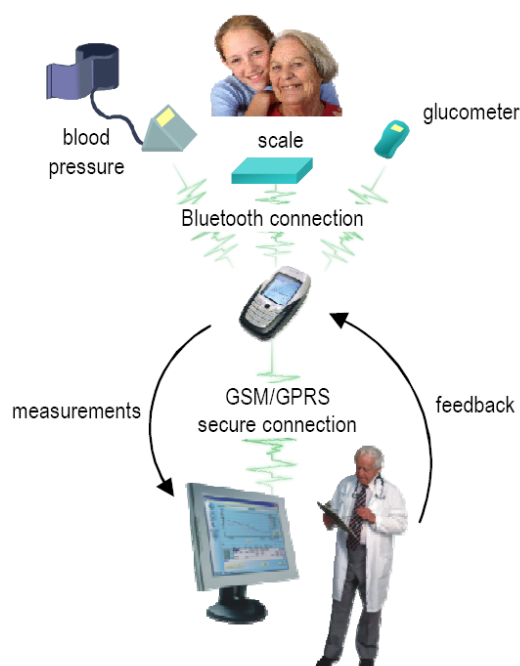 glucometer
blood
pressure
scale
Bluetooth connection
measurements
GSM/GPRS
secure connection
feedback